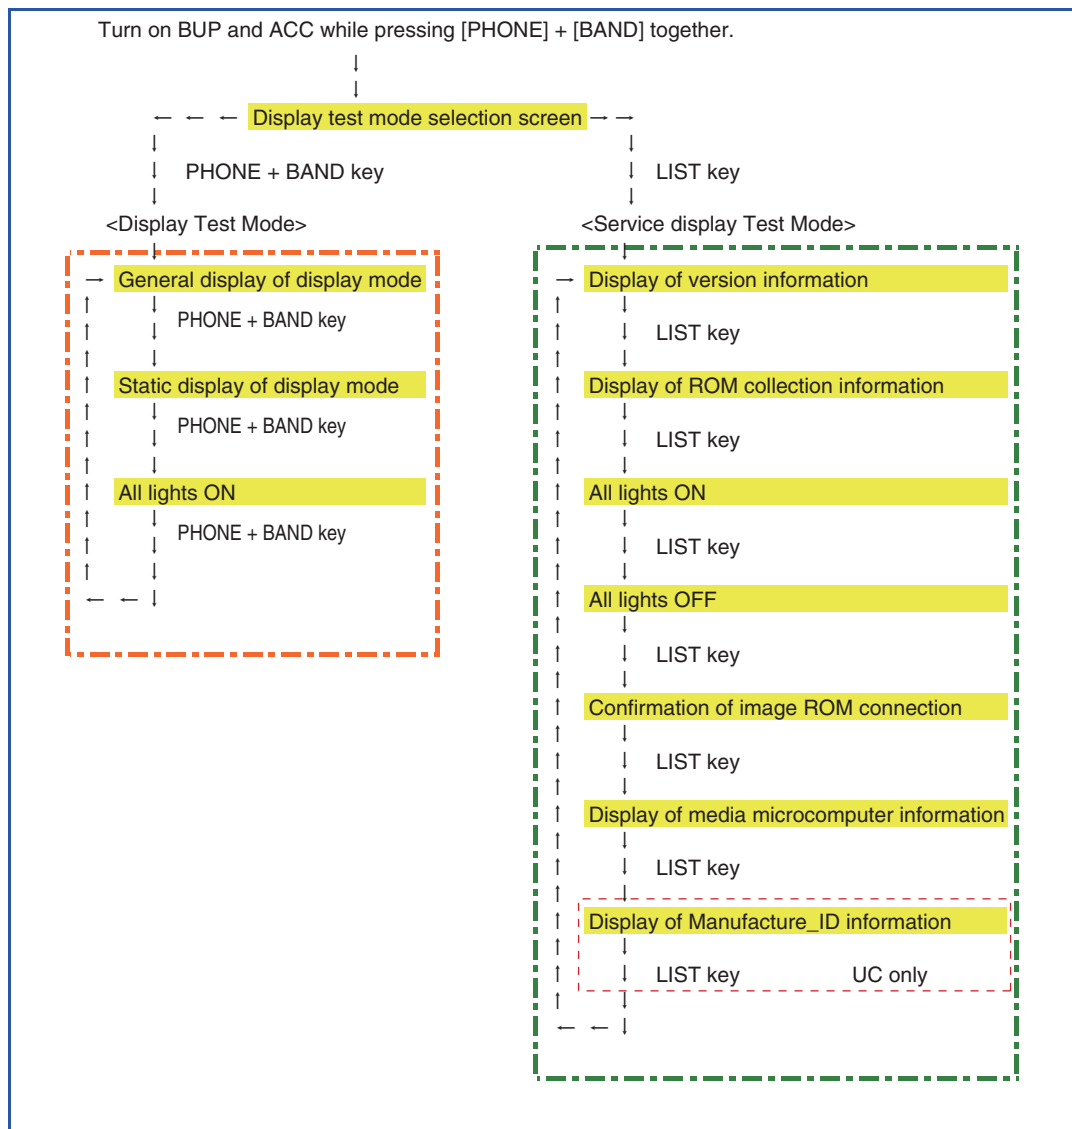 Turn on BUP and ACC while pressing [PHONE] + [BAND] together.
Display test mode selection screen
PHONE + BAND key
<Display Test Mode>
General display of display mode
PHONE + BAND key
Static display of display mode
PHONE + BAND key
All lights ON
PHONE + BAND key
LIST key
<Service display Test Mode>
Display of version information
LIST key
Display of ROM collection information
LIST key
All lights ON
LIST key
All lights OFF
LIST key
Confirmation of image ROM connection
LIST key
Display of media microcomputer information
LIST key
Display of Manufacture_ID information
LIST key UC only